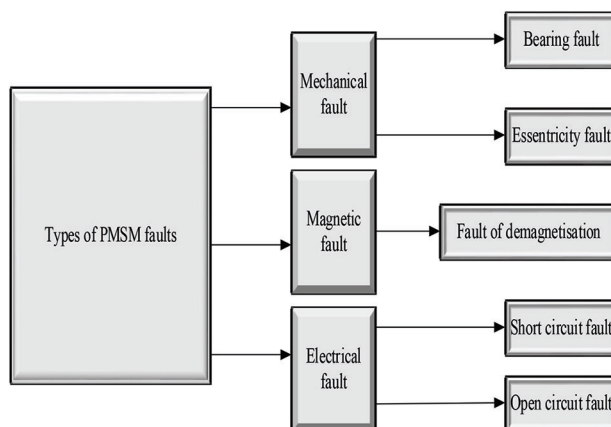 Types of PMSM faults
Mechanical
fault
Bearing fault
Essentricity fault
Magnetic
fault
Fault of demagnetisation
Electrical
fault
Short circuit fault
Open circuit fault